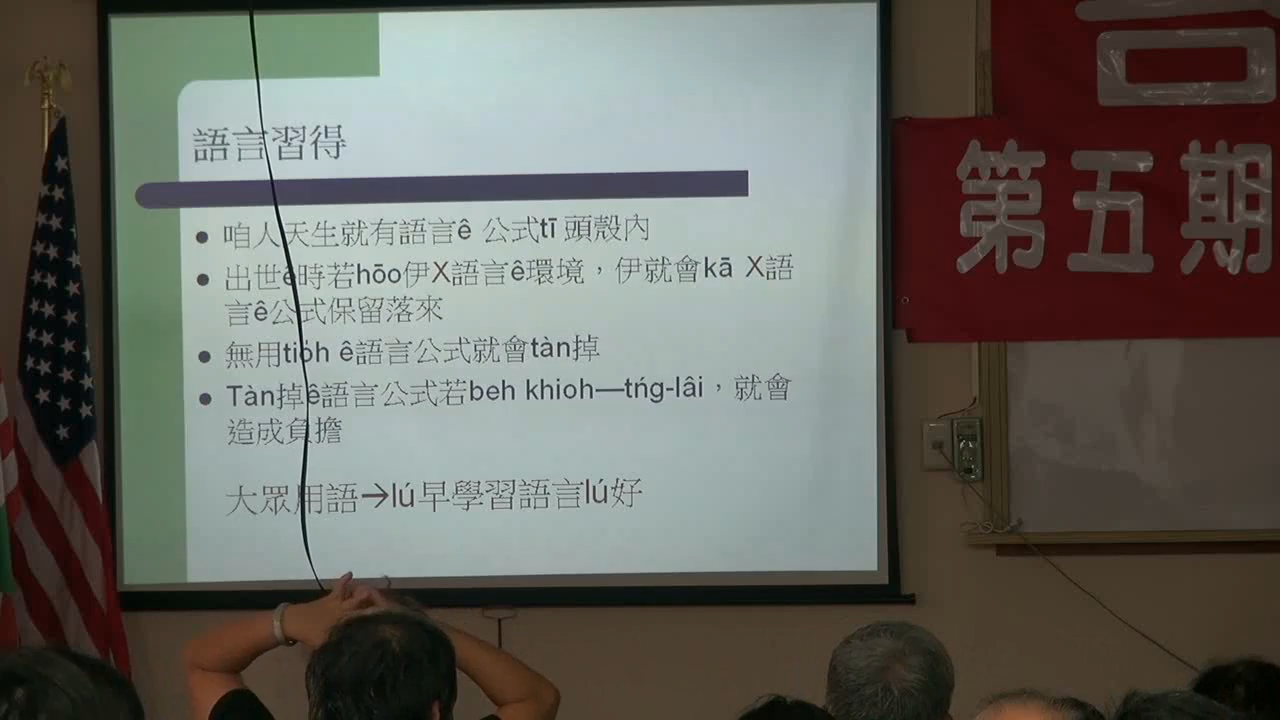 語言習得
咱人天生就有語言ê 公式tī 頭殼內
出世ê時若hōo伊X語言ê環境，伊就會kā X語
言ê公式保留落來
無用tio̍h ê語言公式就會tàn掉
Tàn掉ê語言公式若beh khioh—tńg-lâi，就會
造成負擔
大眾用語→lú早學習語言lú好
言
第五期